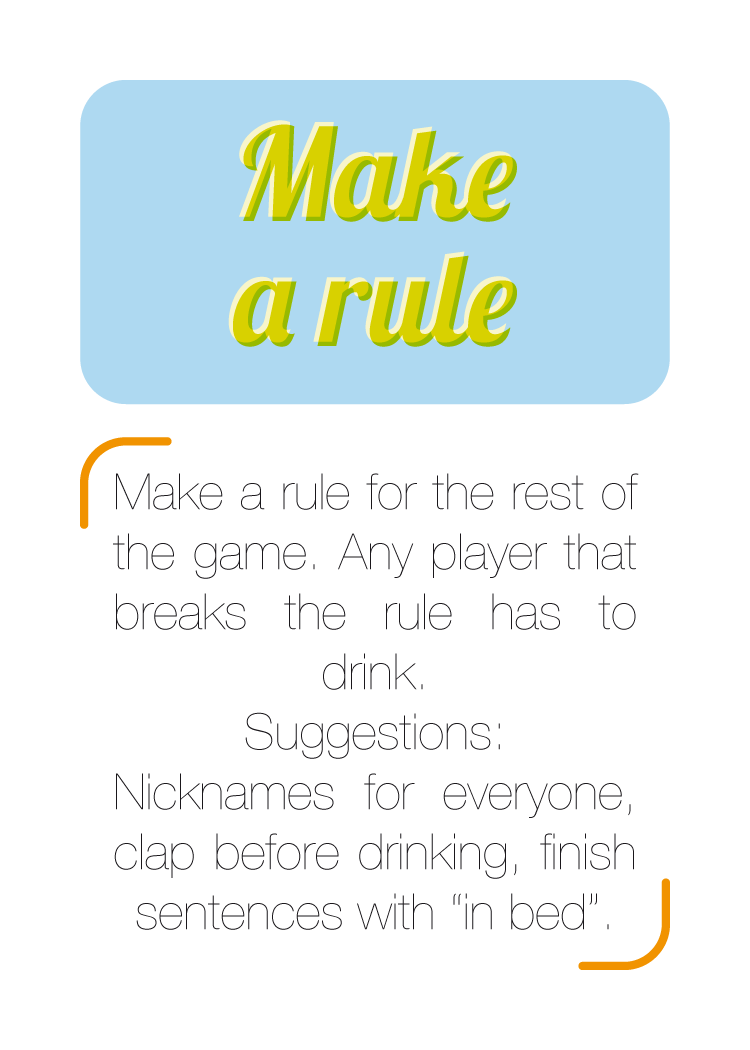 Make
a rule
Make a rule for the rest of
the game. Any player that
breaks the rule has to
drink.
Suggestions:
Nicknames for everyone,
clap before drinking, finish
sentences with “in bed”.